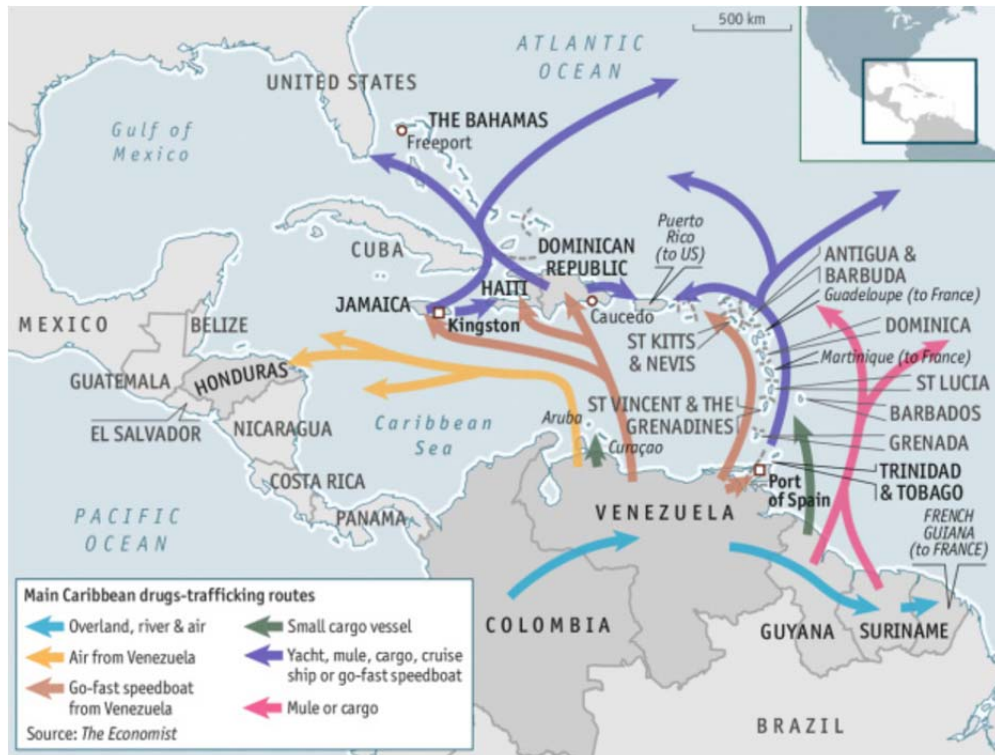 500 km
ATLANTIC
OCEAN
UNITED STATES
Gulf of
Mexico
THE BAHAMAS
Freeport
CUBA
DOMINICAN
REPUBLIC
Puerto
Rico
(to US)
HAITI
JAMAICA
Kingston
Caucedo
ANTIGUA &
BARBUDA
Guadeloupe (to France)
MEXICO
BELIZE
ST KITTS
& NEVIS
DOMINICA
Martinique (to France)
GUATEMALA
HONDURAS
ST LUCIA
EL SALVADOR
NICARAGUA
Caribbean
Sea
Aruba
Curaçao
ST VINCENT & THE
GRENADINES
BARBADOS
GRENADA
COSTA RICA
PANAMA
PACIFIC
OCEAN
VENEZUELA
Port
of Spain
TRINIDAD
& TOBAGO
FRENCH
GUIANA
(to FRANCE)
COLOMBIA
GUYANA
SURINAME
BRAZIL
Main Caribbean drugs-trafficking routes
Overland, river & air
Air from Venezuela
Go-fast speedboat
from Venezuela
Small cargo vessel
Yacht, mule, cargo, cruise
ship or go-fast speedboat
Mule or cargo
Source: The Economist